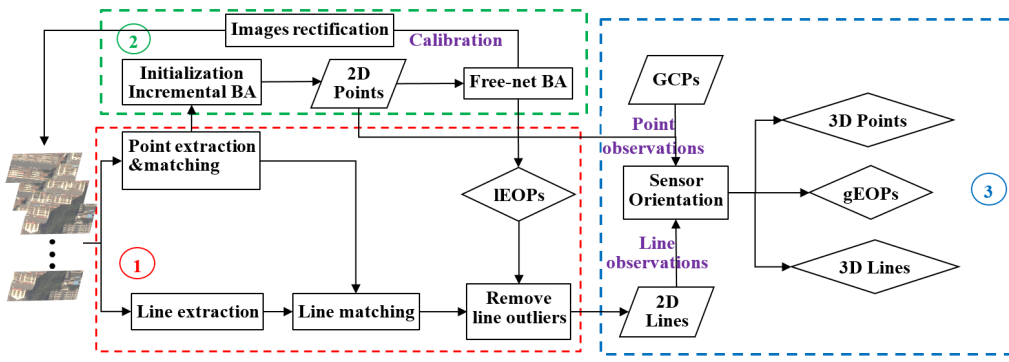 Images rectification
Calibration
2
Initialization
Incremental BA
2D
Points
Free-net BA
GCPs
Point
observations
3D Points
Point extraction
&matching
lEOPs
Sensor
Orientation
gEOPs
3
Line
observations
1
3D Lines
Line extraction
Line matching
Remove
line outliers
2D
Lines